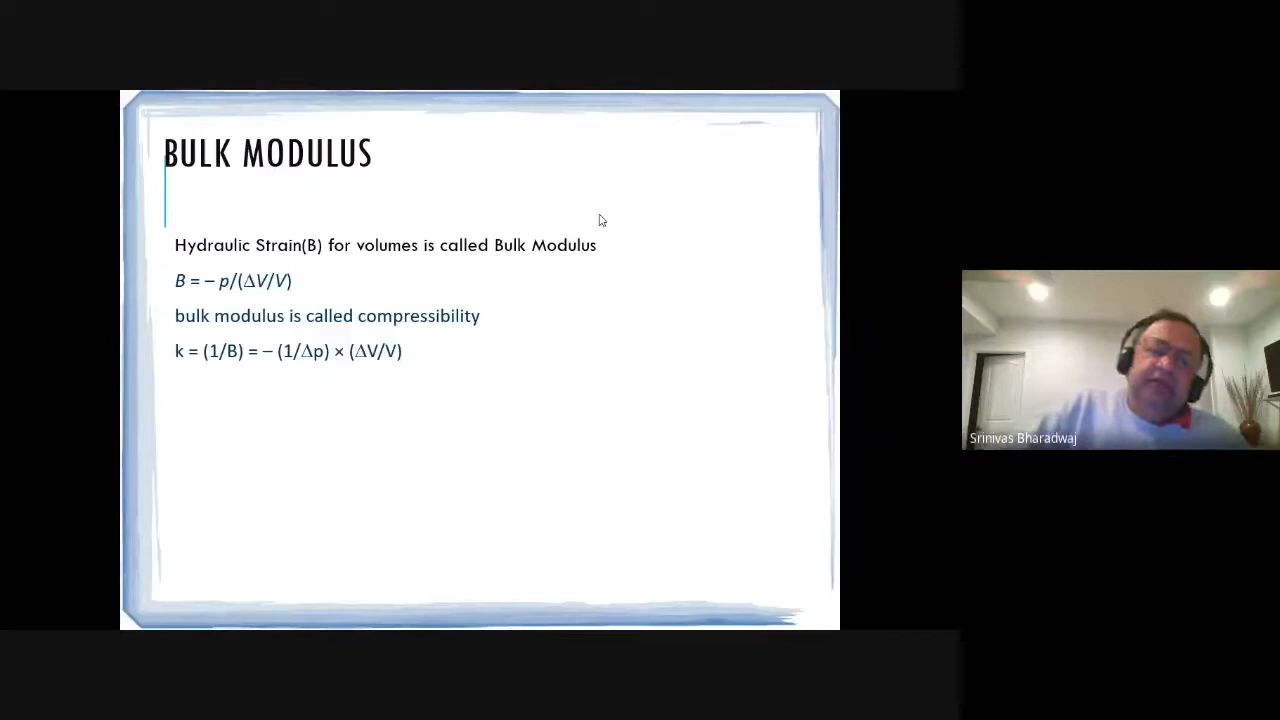 BULK MODULUS
Hydraulic Strain(B) for volumes is called Bulk Modulus
B = – p/(ΔV/V)
bulk modulus is called compressibility
k = (1/B) = – (1/Δp) × (ΔV/V)
Srinivas Bharadwaj